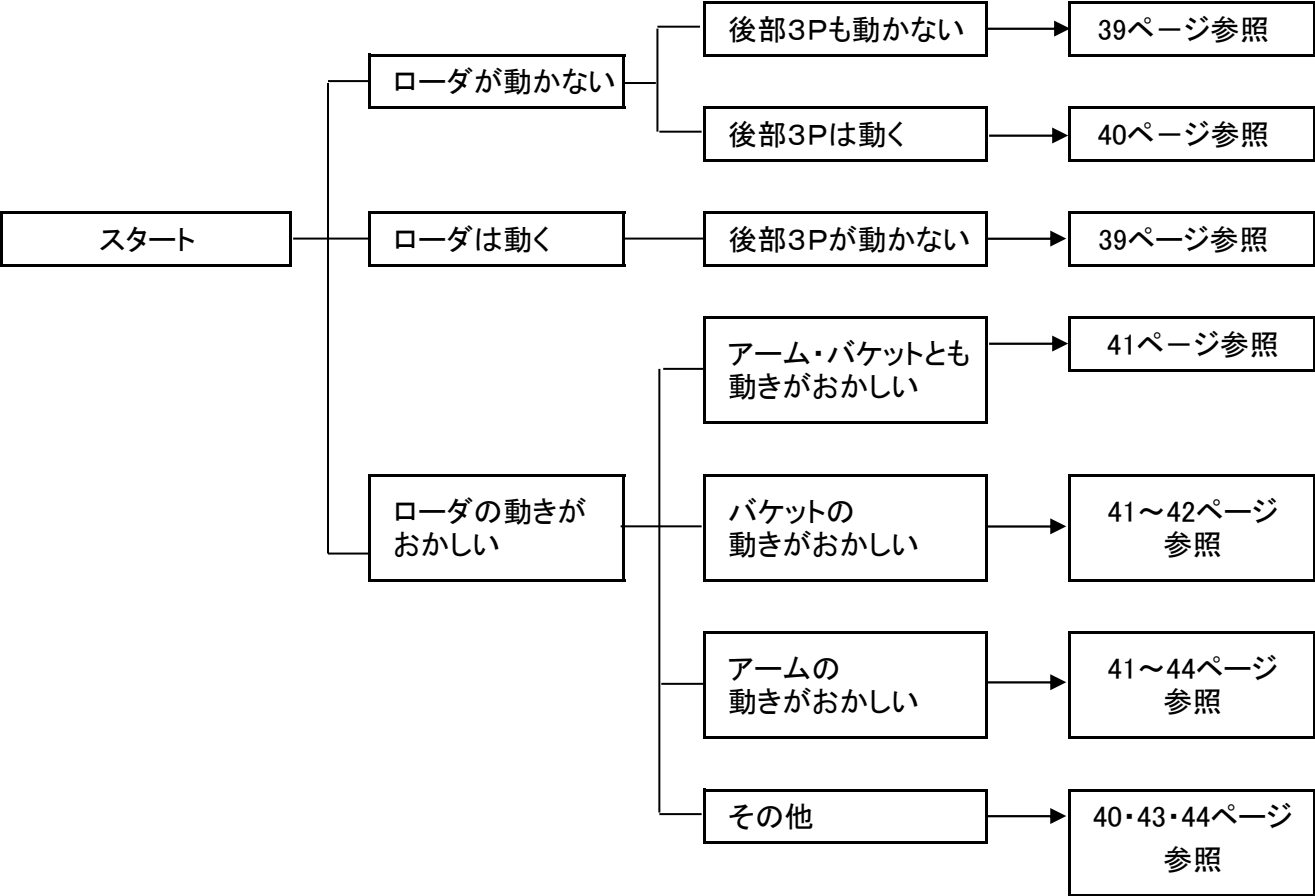 後部３Ｐも動かない
39ページ参照
ローダが動かない
後部３Ｐは動く
40ページ参照
スタート
ローダは動く
後部３Ｐが動かない
39ページ参照
アーム・バケットとも
動きがおかしい
41ページ参照
ローダの動きが
おかしい
バケットの
動きがおかしい
41～42ページ
参照
アームの
動きがおかしい
41～44ページ
参照
その他
40・43・44ページ
参照